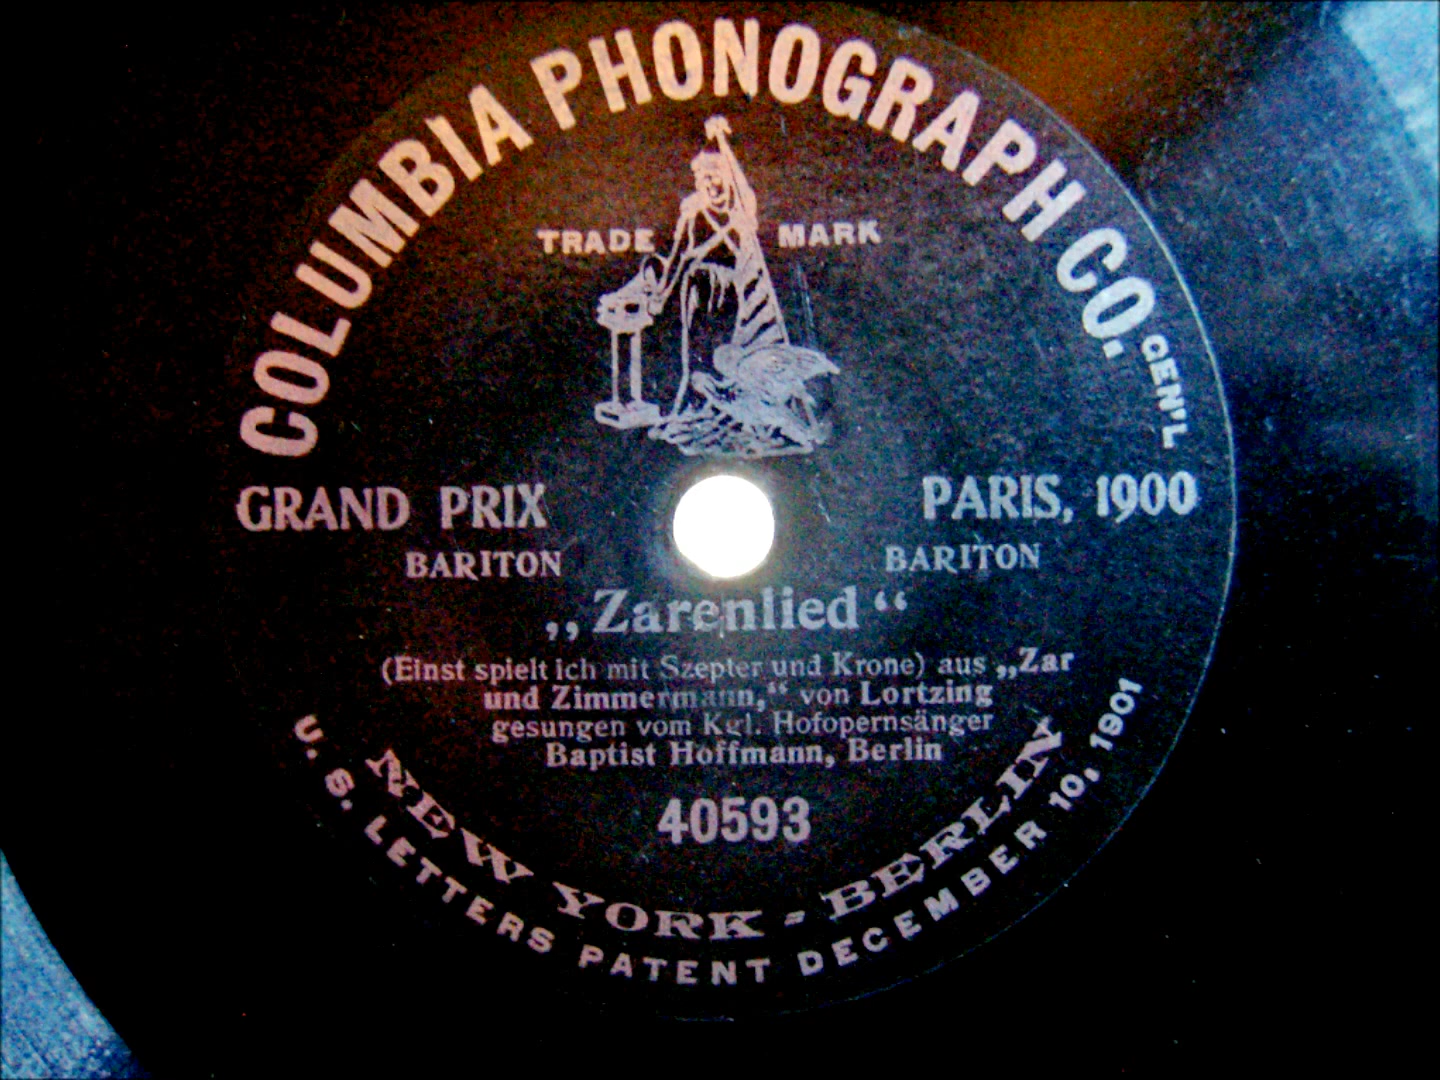 COLUMBIA PHONOGRAPH CO. GEN'L
TRADE MARK
GRAND PRIX PARIS, 1900
BARITON BARITON
„Zarenlied“
(Einst spielt ich mit Szepter und Krone) aus „Zar
und Zimmermann,“ von Lortzing
gesungen vom Kgl. Hofopernsänger
Baptist Hoffmann, Berlin
40593
NEW YORK - BERLIN
U. S. LETTERS PATENT DECEMBER 10, 1901